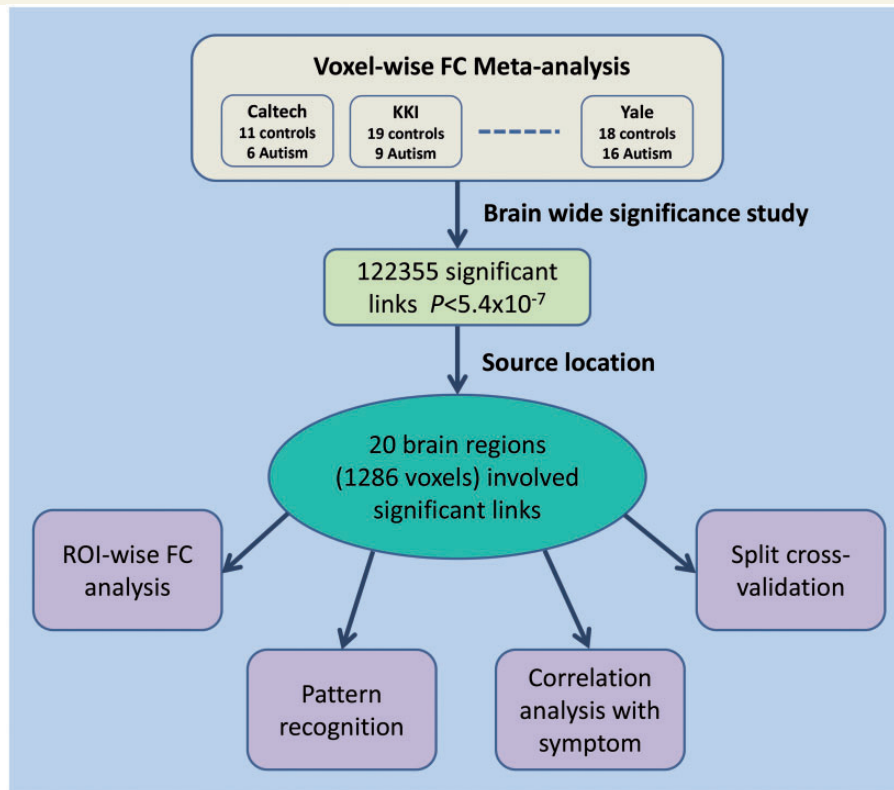 Voxel-wise FC Meta-analysis
Caltech
11 controls
6 Autism
KKI
19 controls
9 Autism
Yale
18 controls
16 Autism
Brain wide significance study
122355 significant
links P<5.4x10⁻⁷
Source location
20 brain regions
(1286 voxels) involved
significant links
ROI-wise FC
analysis
Split cross-
validation
Pattern
recognition
Correlation
analysis with
symptom